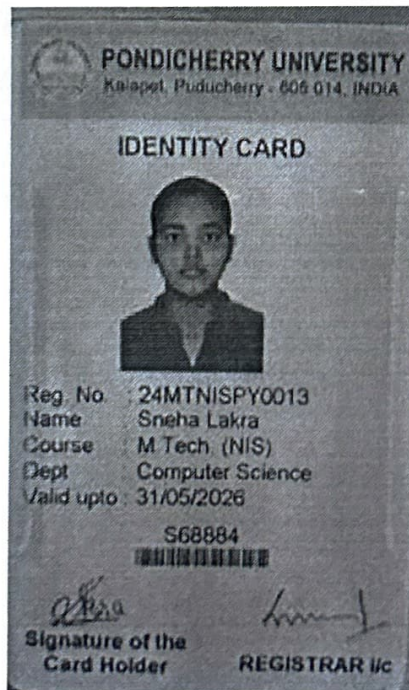 PONDICHERRY UNIVERSITY
Kalapet, Puducherry - 605 014, INDIA
IDENTITY CARD
Reg. No : 24MTNISPY0013
Name : Sneha Lakra
Course : M.Tech. (NIS)
Dept : Computer Science
Valid upto : 31/05/2026
S68884
Signature of the
Card Holder
REGISTRAR i/c